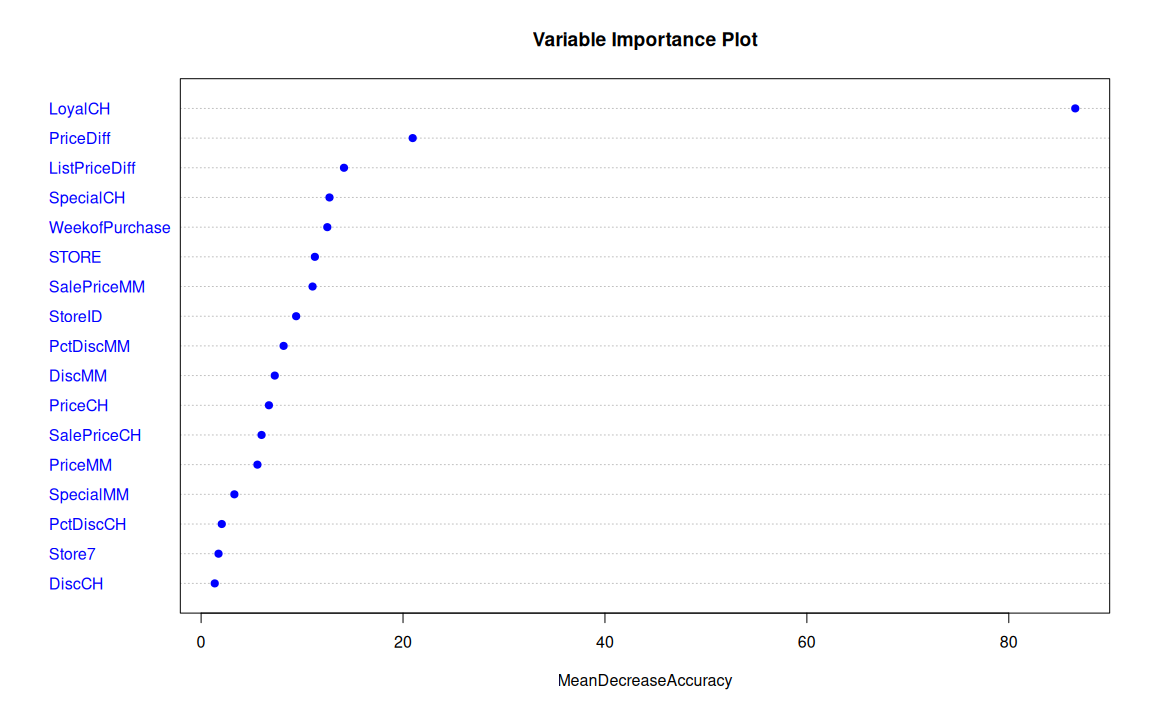 Variable Importance Plot
LoyalCH
PriceDiff
ListPriceDiff
SpecialCH
WeekofPurchase
STORE
SalePriceMM
StoreID
PctDiscMM
DiscMM
PriceCH
SalePriceCH
PriceMM
SpecialMM
PctDiscCH
Store7
DiscCH
0 20 40 60 80
MeanDecreaseAccuracy